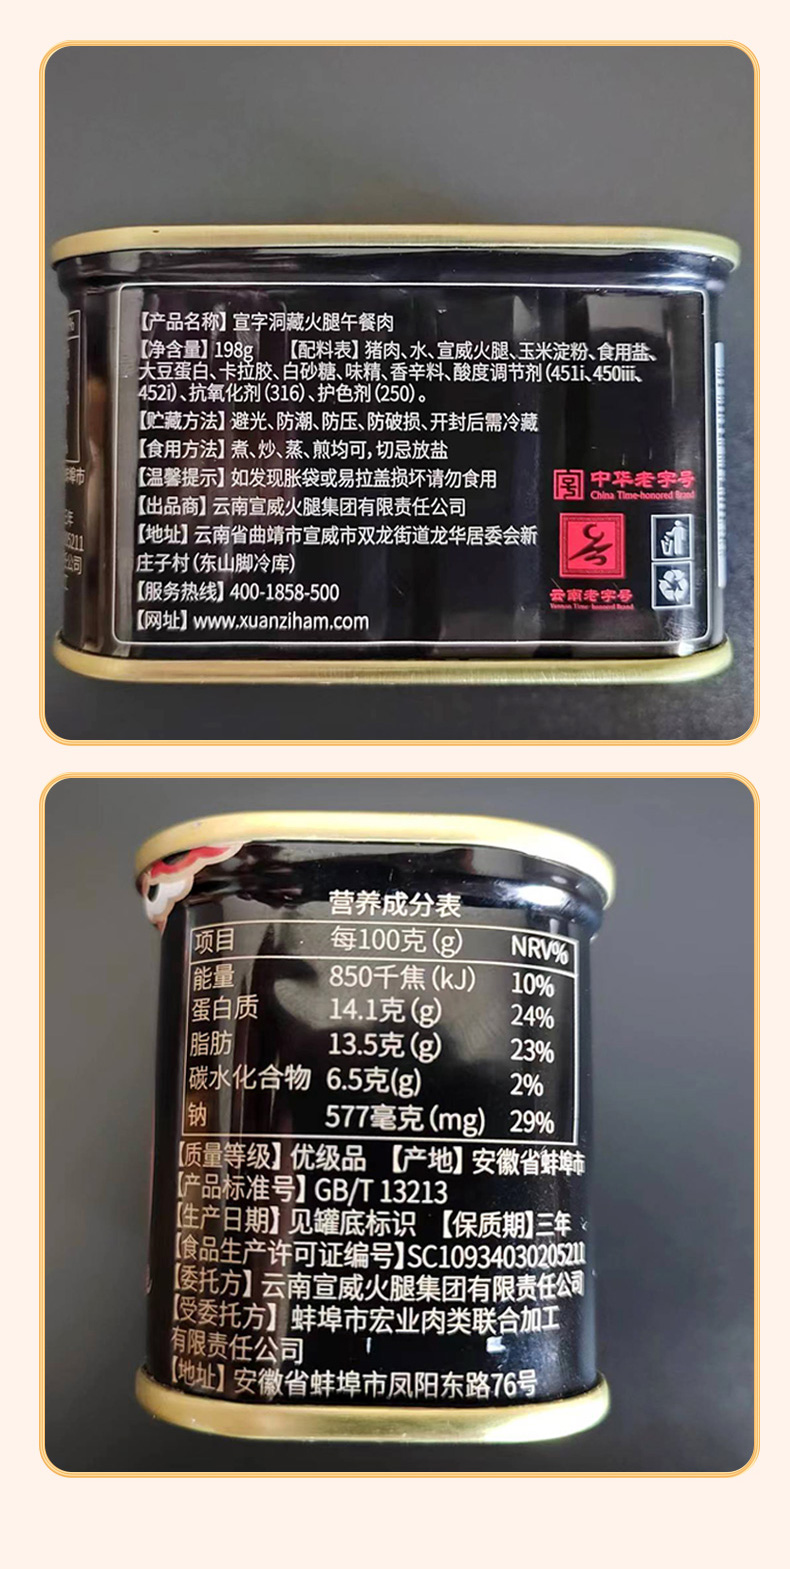 【产品名称】宣字洞藏火腿午餐肉
【净含量】198g 【配料表】猪肉、水、宣威火腿、玉米淀粉、食用盐、
大豆蛋白、卡拉胶、白砂糖、味精、香辛料、酸度调节剂(451i、450iii、
452i)、抗氧化剂(316)、护色剂(250)。
【贮藏方法】避光、防潮、防压、防破损、开封后需冷藏
【食用方法】煮、炒、蒸、煎均可,切忌放盐
【温馨提示】如发现胀袋或易拉盖损坏请勿食用
【出品商】云南宣威火腿集团有限责任公司
【地址】云南省曲靖市宣威市双龙街道龙华居委会新
庄子村(东山脚冷库)
【服务热线】400-1858-500
【网址】www.xuanziham.com
中华老字号
China Time-honored Brand
云南老字号
Yunnan Time-honored Brand
营养成分表
项目 每100克(g) NRV%
能量 850千焦(kJ) 10%
蛋白质 14.1克(g) 24%
脂肪 13.5克(g) 23%
碳水化合物 6.5克(g) 2%
钠 577毫克(mg) 29%
【质量等级】优级品 【产地】安徽省蚌埠市
【产品标准号】GB/T 13213
【生产日期】见罐底标识 【保质期】三年
【食品生产许可证编号】SC10934030205211
【委托方】云南宣威火腿集团有限责任公司
【受委托方】蚌埠市宏业肉类联合加工
有限责任公司
【地址】安徽省蚌埠市凤阳东路76号